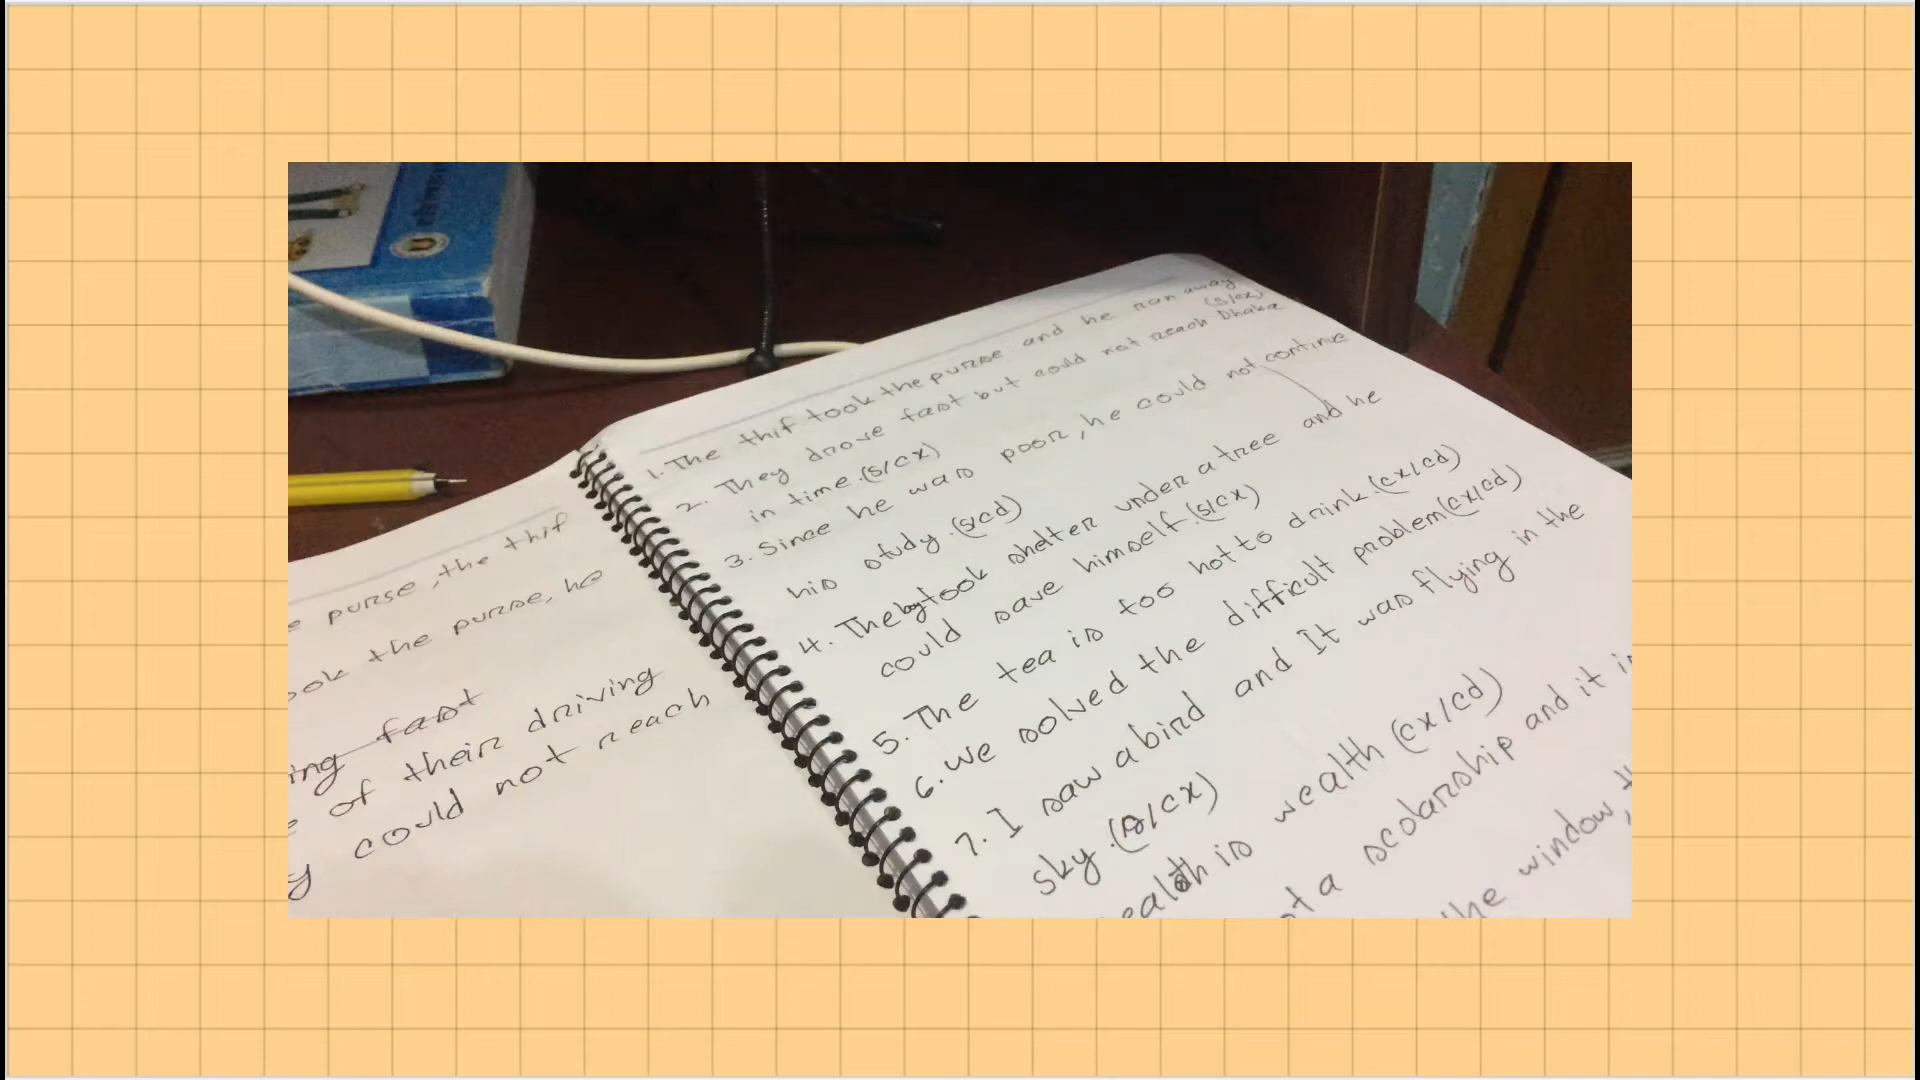 purse, the thif
ook the purse, he
ing fast
of their driving
y could not reach
1. The thif took the purse and he ran away
(s/cx)
2. They drove fast but could not reach Dhaka
in time. (s/cx)
3. Since he was poor, he could not continue
his study. (s/cd)
4. The took shelter under a tree and he
could save himself. (s/cx)
5. The tea is too hot to drink. (cx/cd)
6. We solved the difficult problem (cx/cd)
7. I saw a bird and It was flying in the
sky. (s/cx)
ealth is wealth (cx/cd)
ot a scolarship and it i
the window,